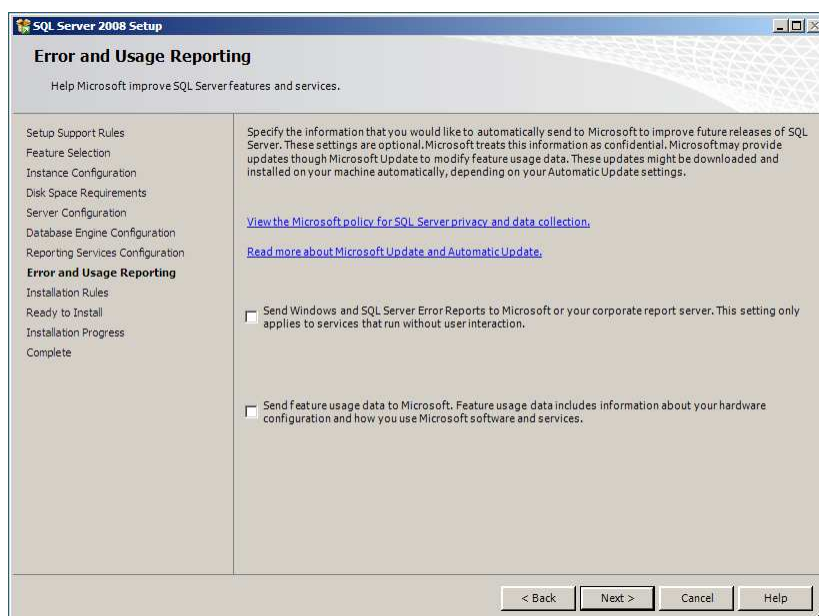 SQL Server 2008 Setup
Error and Usage Reporting
Help Microsoft improve SQL Server features and services.
Setup Support Rules
Feature Selection
Instance Configuration
Disk Space Requirements
Server Configuration
Database Engine Configuration
Reporting Services Configuration
Error and Usage Reporting
Installation Rules
Ready to Install
Installation Progress
Complete
Specify the information that you would like to automatically send to Microsoft to improve future releases of SQL
Server. These settings are optional. Microsoft treats this information as confidential. Microsoft may provide
updates though Microsoft Update to modify feature usage data. These updates might be downloaded and
installed on your machine automatically, depending on your Automatic Update settings.
View the Microsoft policy for SQL Server privacy and data collection.
Read more about Microsoft Update and Automatic Update.
Send Windows and SQL Server Error Reports to Microsoft or your corporate report server. This setting only
applies to services that run without user interaction.
Send feature usage data to Microsoft. Feature usage data includes information about your hardware
configuration and how you use Microsoft software and services.
< Back
Next >
Cancel
Help